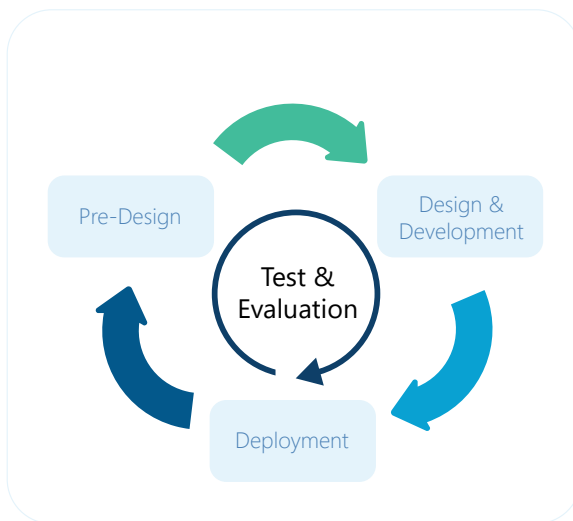 Pre-Design
Design &
Development
Test &
Evaluation
Deployment